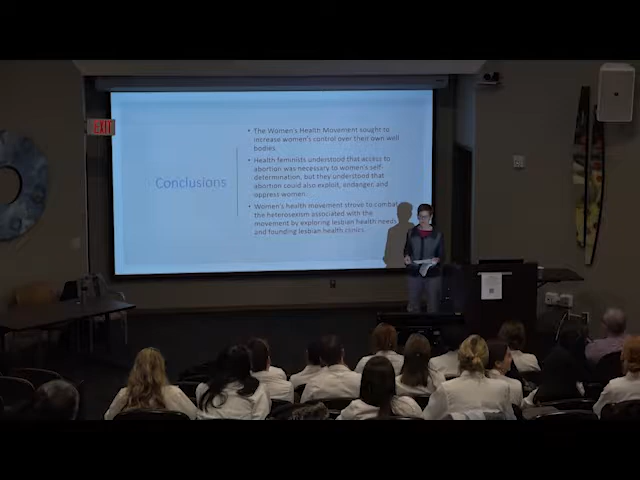 EXIT
Conclusions
• The Women's Health Movement sought to
increase women's control over their own well
bodies.
• Health feminists understood that access to
abortion was necessary to women's self-
determination, but they understood that
abortion could also exploit, endanger, and
oppress women.
• Women's health movement strove to combat
the heterosexism associated with the
movement by exploring lesbian health needs
and founding lesbian health clinics.